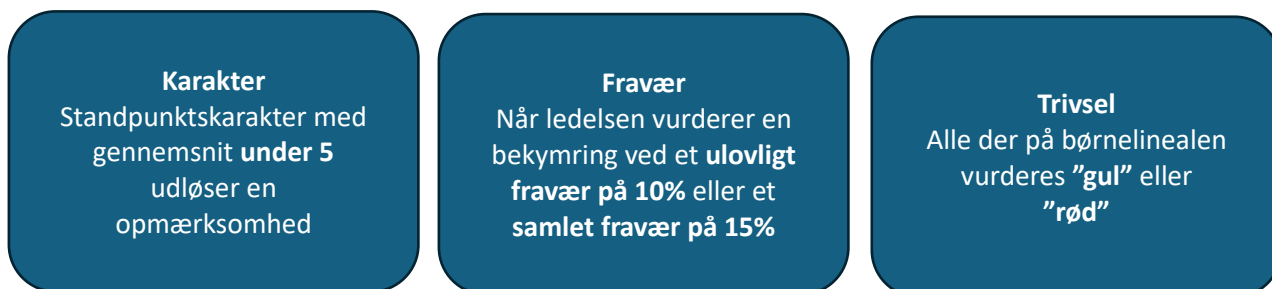 Karakter
Standpunktskarakter med
gennemsnit under 5
udløser en
opmærksomhed
Fravær
Når ledelsen vurderer en
bekymring ved et ulovligt
fravær på 10% eller et
samlet fravær på 15%
Trivsel
Alle der på børnelinealen
vurderes ”gul” eller
”rød”